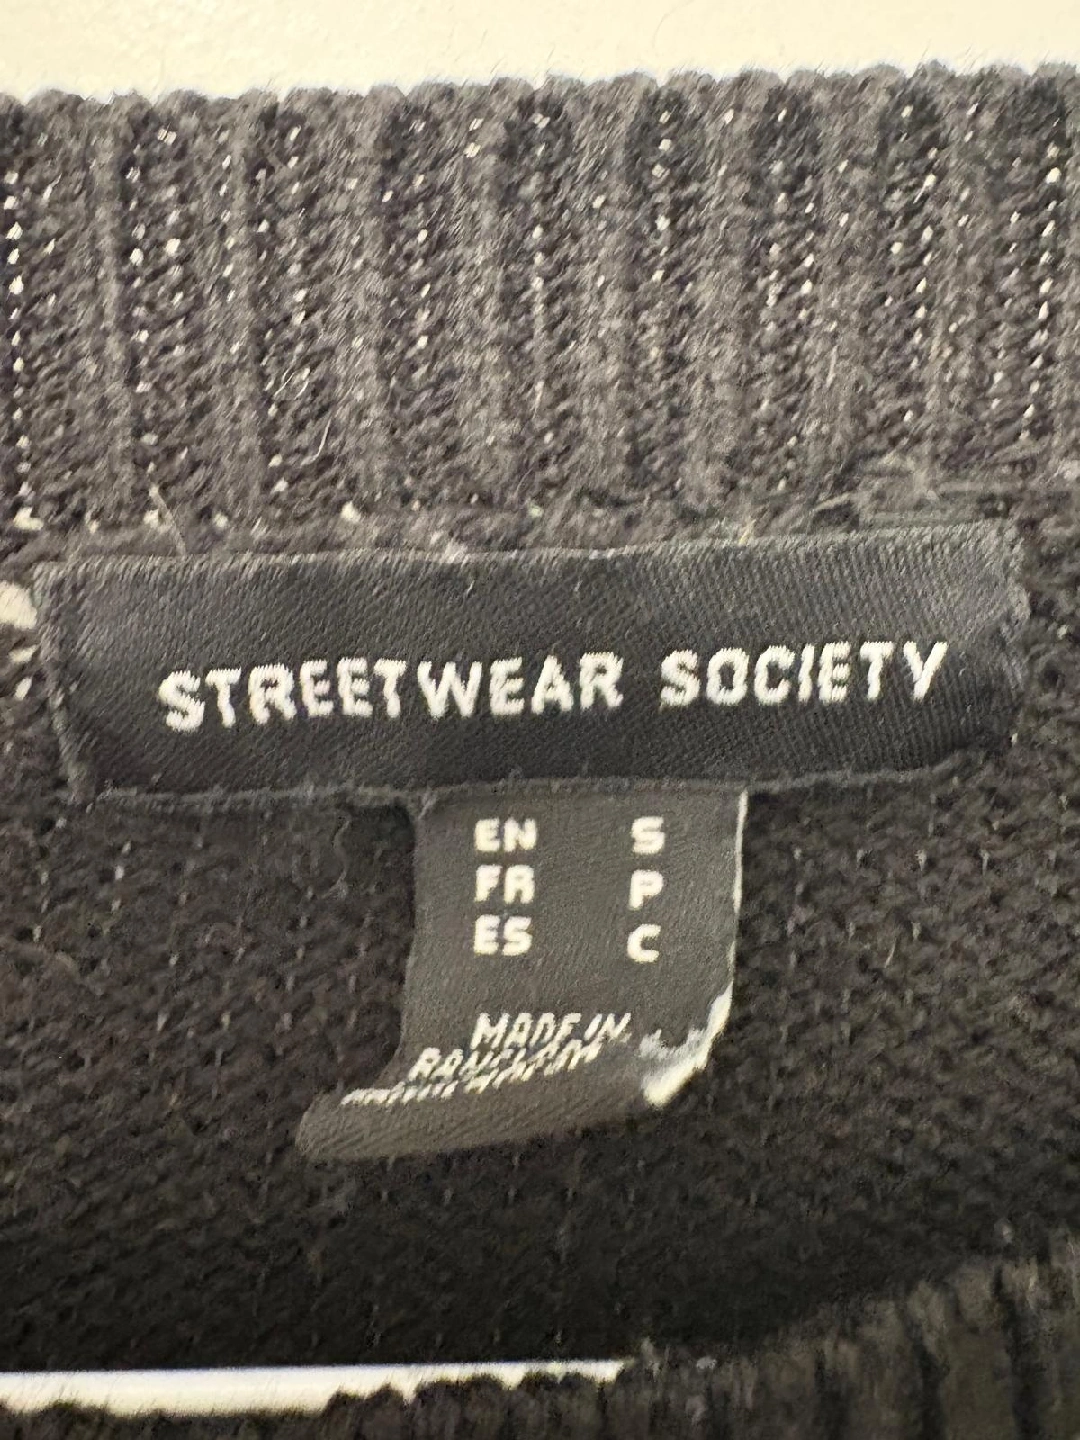 STREETWEAR SOCIETY
EN S
FR P
ES C
MADE IN